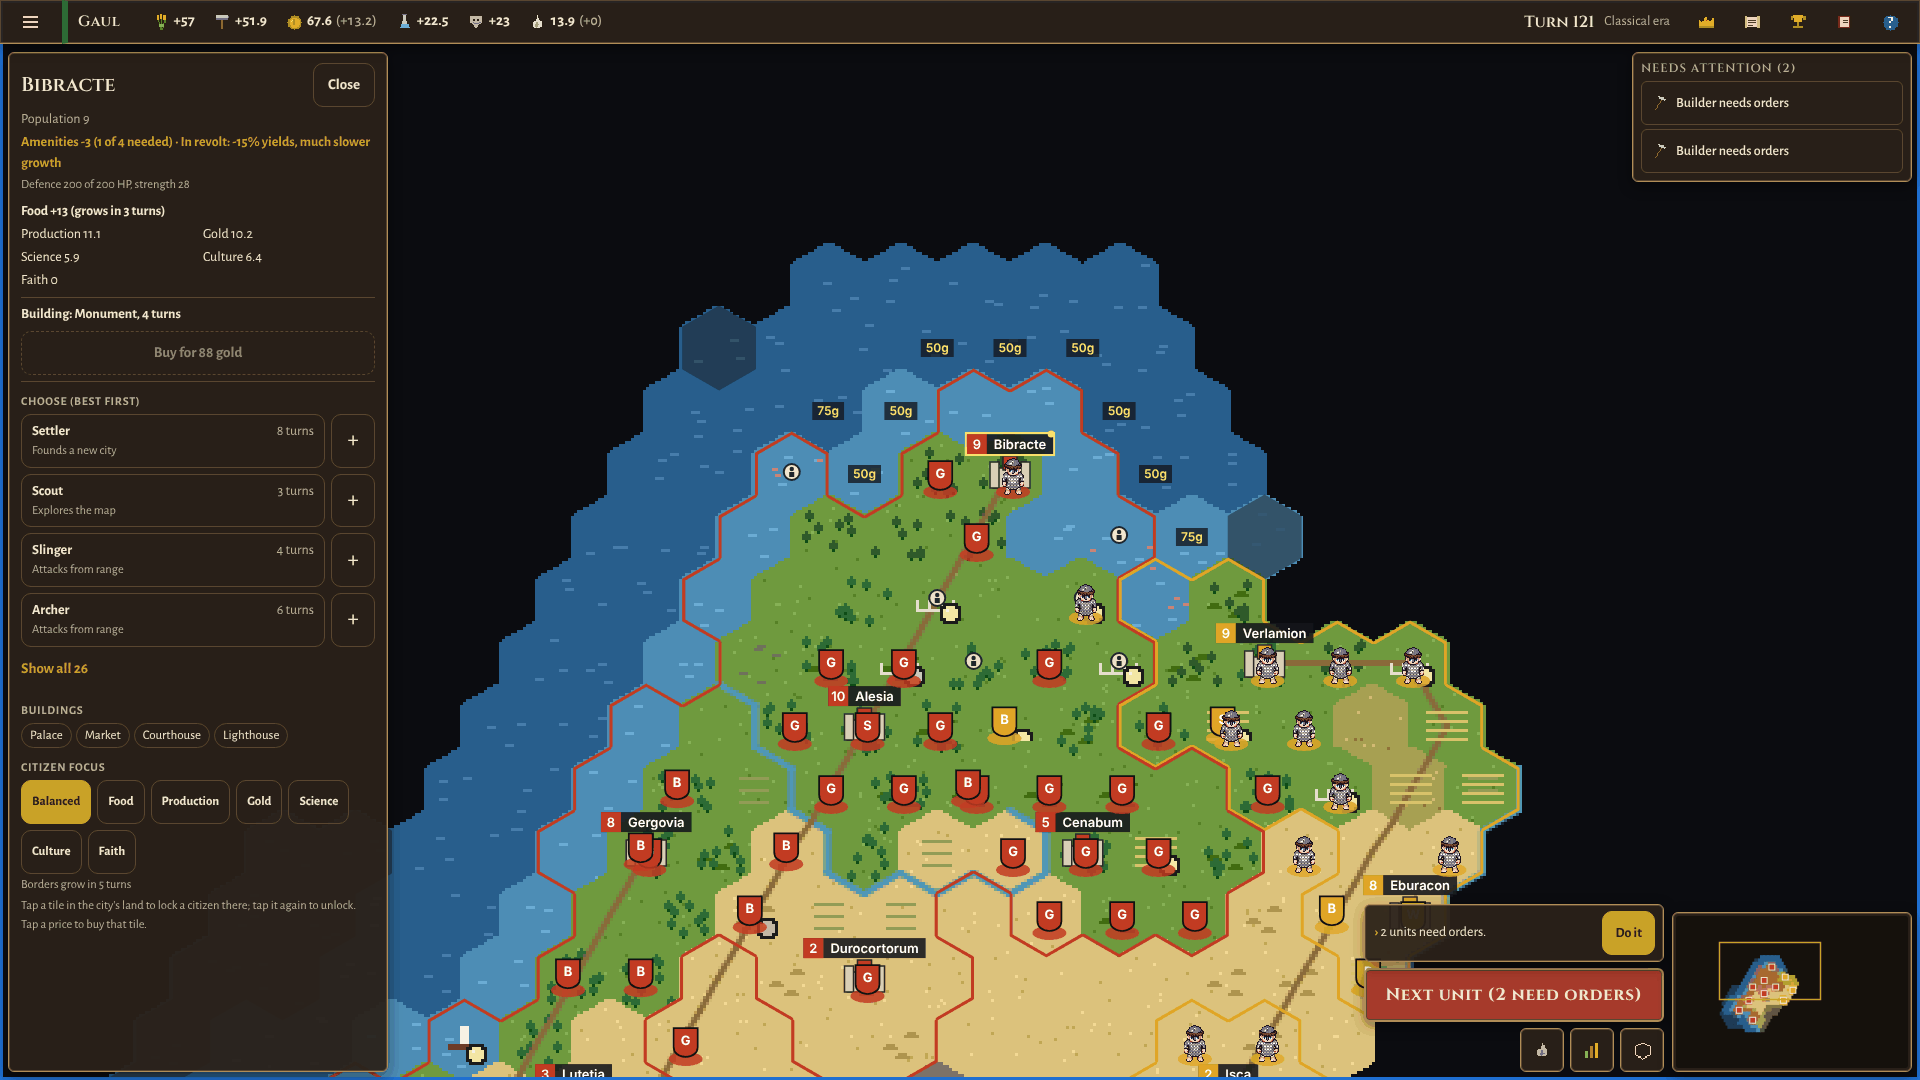 GAUL
+57
+51.9
67.6 (+13.2)
+22.5
+23
13.9 (+0)
TURN 121
Classical era
?
BIBRACTE
Close
Population 9
Amenities -3 (1 of 4 needed) · In revolt: -15% yields, much slower
growth
Defence 200 of 200 HP, strength 28
Food +13 (grows in 3 turns)
Production 11.1
Gold 10.2
Science 5.9
Culture 6.4
Faith 0
Building: Monument, 4 turns
Buy for 88 gold
CHOOSE (BEST FIRST)
Settler
8 turns
Founds a new city
+
Scout
3 turns
Explores the map
+
Slinger
4 turns
Attacks from range
+
Archer
6 turns
Attacks from range
+
Show all 26
BUILDINGS
Palace
Market
Courthouse
Lighthouse
CITIZEN FOCUS
Balanced
Food
Production
Gold
Science
Culture
Faith
Borders grow in 5 turns
Tap a tile in the city's land to lock a citizen there; tap it again to unlock.
Tap a price to buy that tile.
NEEDS ATTENTION (2)
Builder needs orders
Builder needs orders
50g
50g
50g
75g
50g
50g
9 Bibracte
50g
50g
G
75g
G
9 Verlamion
G
G
G
10 Alesia
G
S
G
B
G
B
G
G
B
G
G
G
8 Gergovia
5 Cenabum
B
B
G
G
G
8 Eburacon
B
G
G
G
B
2 Durocortorum
G
B
B
G
3 Lutetia
2 Isca
› 2 units need orders.
Do it
NEXT UNIT (2 NEED ORDERS)